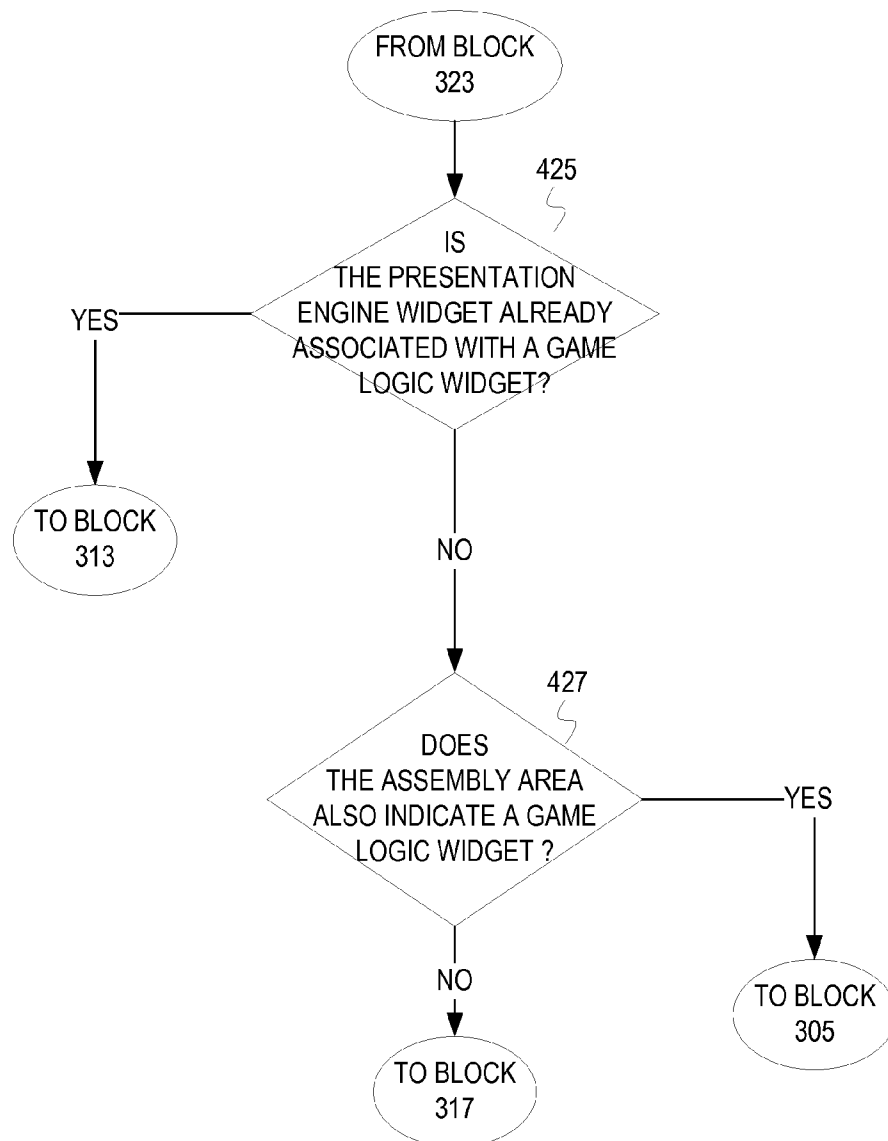 FROM BLOCK
323
425
IS
THE PRESENTATION
ENGINE WIDGET ALREADY
ASSOCIATED WITH A GAME
LOGIC WIDGET?
YES
TO BLOCK
313
NO
427
DOES
THE ASSEMBLY AREA
ALSO INDICATE A GAME
LOGIC WIDGET ?
YES
NO
TO BLOCK
305
TO BLOCK
317